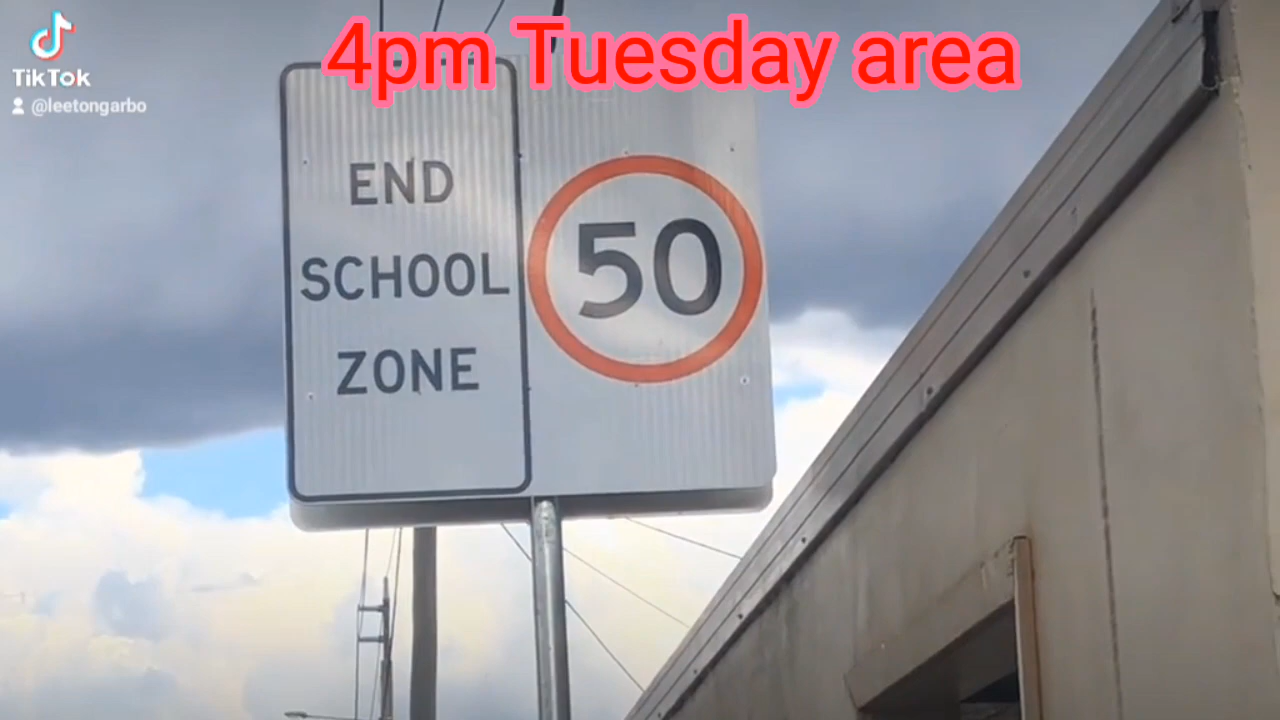 4pm Tuesday area
TikTok
@leetongarbo
END
SCHOOL
ZONE
50